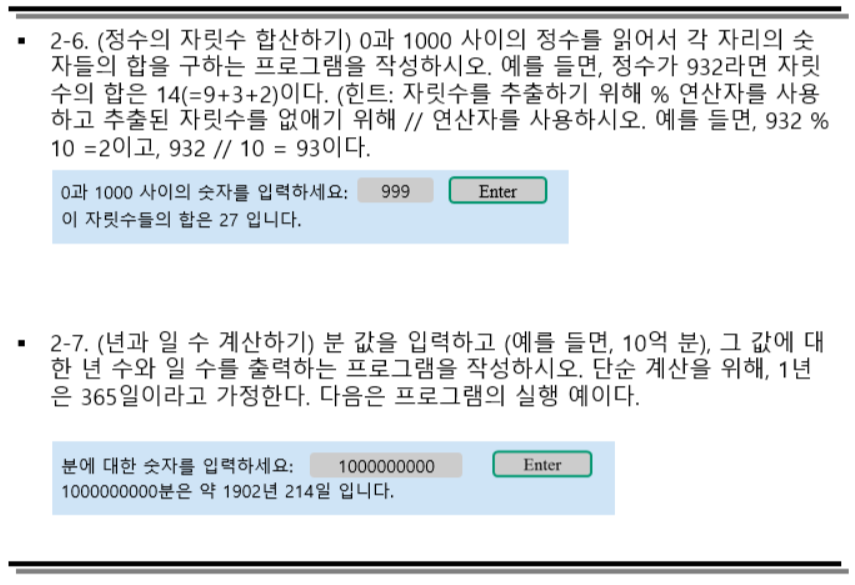 ▪ 2-6. (정수의 자릿수 합산하기) 0과 1000 사이의 정수를 읽어서 각 자리의 숫
자들의 합을 구하는 프로그램을 작성하시오. 예를 들면, 정수가 932라면 자릿
수의 합은 14(=9+3+2)이다. (힌트: 자릿수를 추출하기 위해 % 연산자를 사용
하고 추출된 자릿수를 없애기 위해 // 연산자를 사용하시오. 예를 들면, 932 %
10 =2이고, 932 // 10 = 93이다.
0과 1000 사이의 숫자를 입력하세요: 999 Enter
이 자릿수들의 합은 27 입니다.
▪ 2-7. (년과 일 수 계산하기) 분 값을 입력하고 (예를 들면, 10억 분), 그 값에 대
한 년 수와 일 수를 출력하는 프로그램을 작성하시오. 단순 계산을 위해, 1년
은 365일이라고 가정한다. 다음은 프로그램의 실행 예이다.
분에 대한 숫자를 입력하세요: 1000000000 Enter
1000000000분은 약 1902년 214일 입니다.